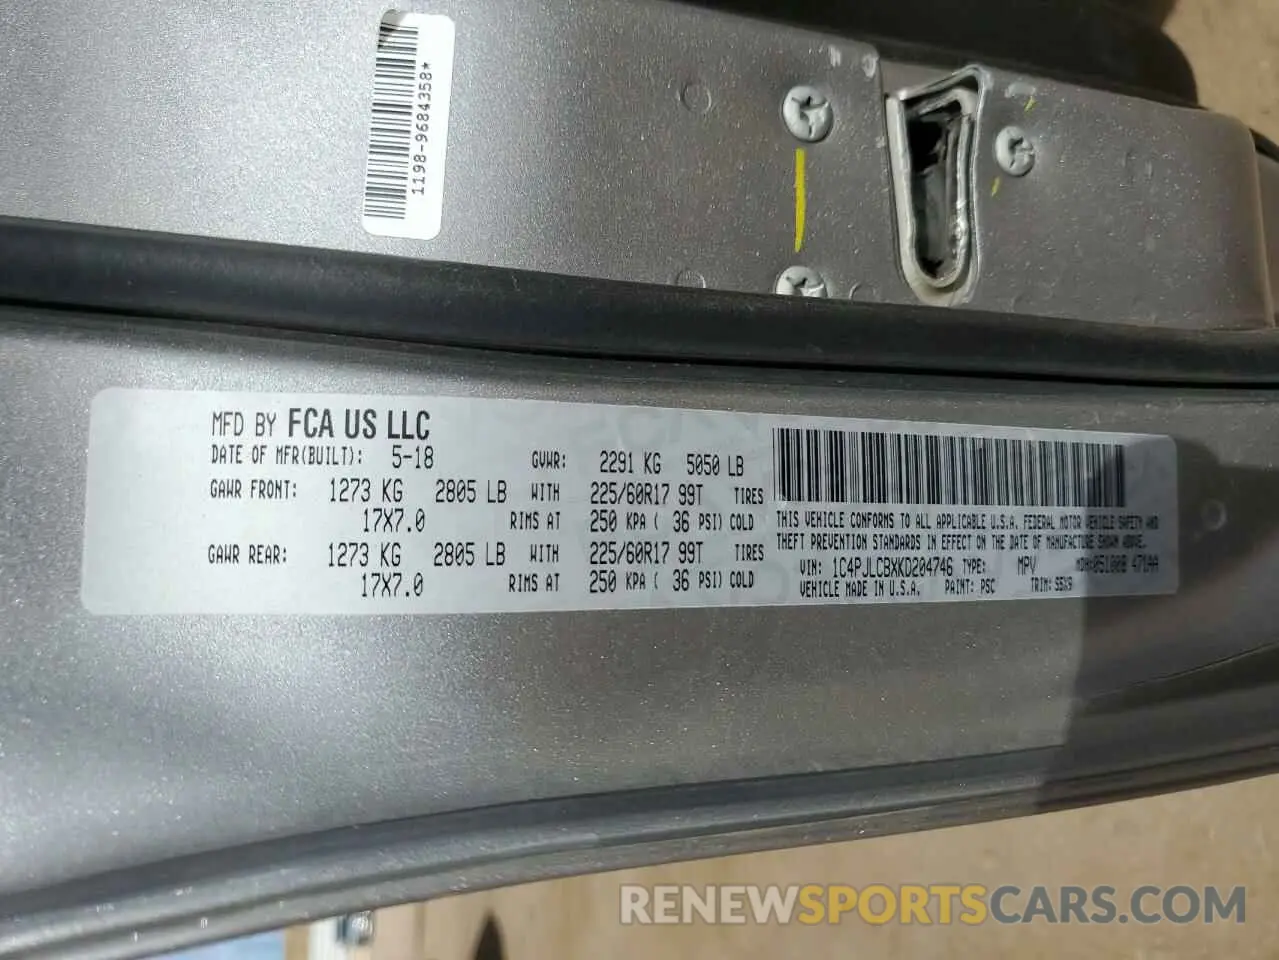 1198-9684358*
MFD BY FCA US LLC
DATE OF MFR(BUILT): 5-18 GVWR: 2291 KG 5050 LB
GAWR FRONT: 1273 KG 2805 LB WITH 225/60R17 99T TIRES
17X7.0 RIMS AT 250 KPA ( 36 PSI) COLD
GAWR REAR: 1273 KG 2805 LB WITH 225/60R17 99T TIRES
17X7.0 RIMS AT 250 KPA ( 36 PSI) COLD
THIS VEHICLE CONFORMS TO ALL APPLICABLE U.S.A. FEDERAL MOTOR VEHICLE SAFETY AND
THEFT PREVENTION STANDARDS IN EFFECT ON THE DATE OF MANUFACTURE SHOWN ABOVE.
VIN: 1C4PJLCBXKD204746 TYPE: MPV
VEHICLE MADE IN U.S.A. PAINT: PSC TRIM:
RENEWSPORTSCARS.COM